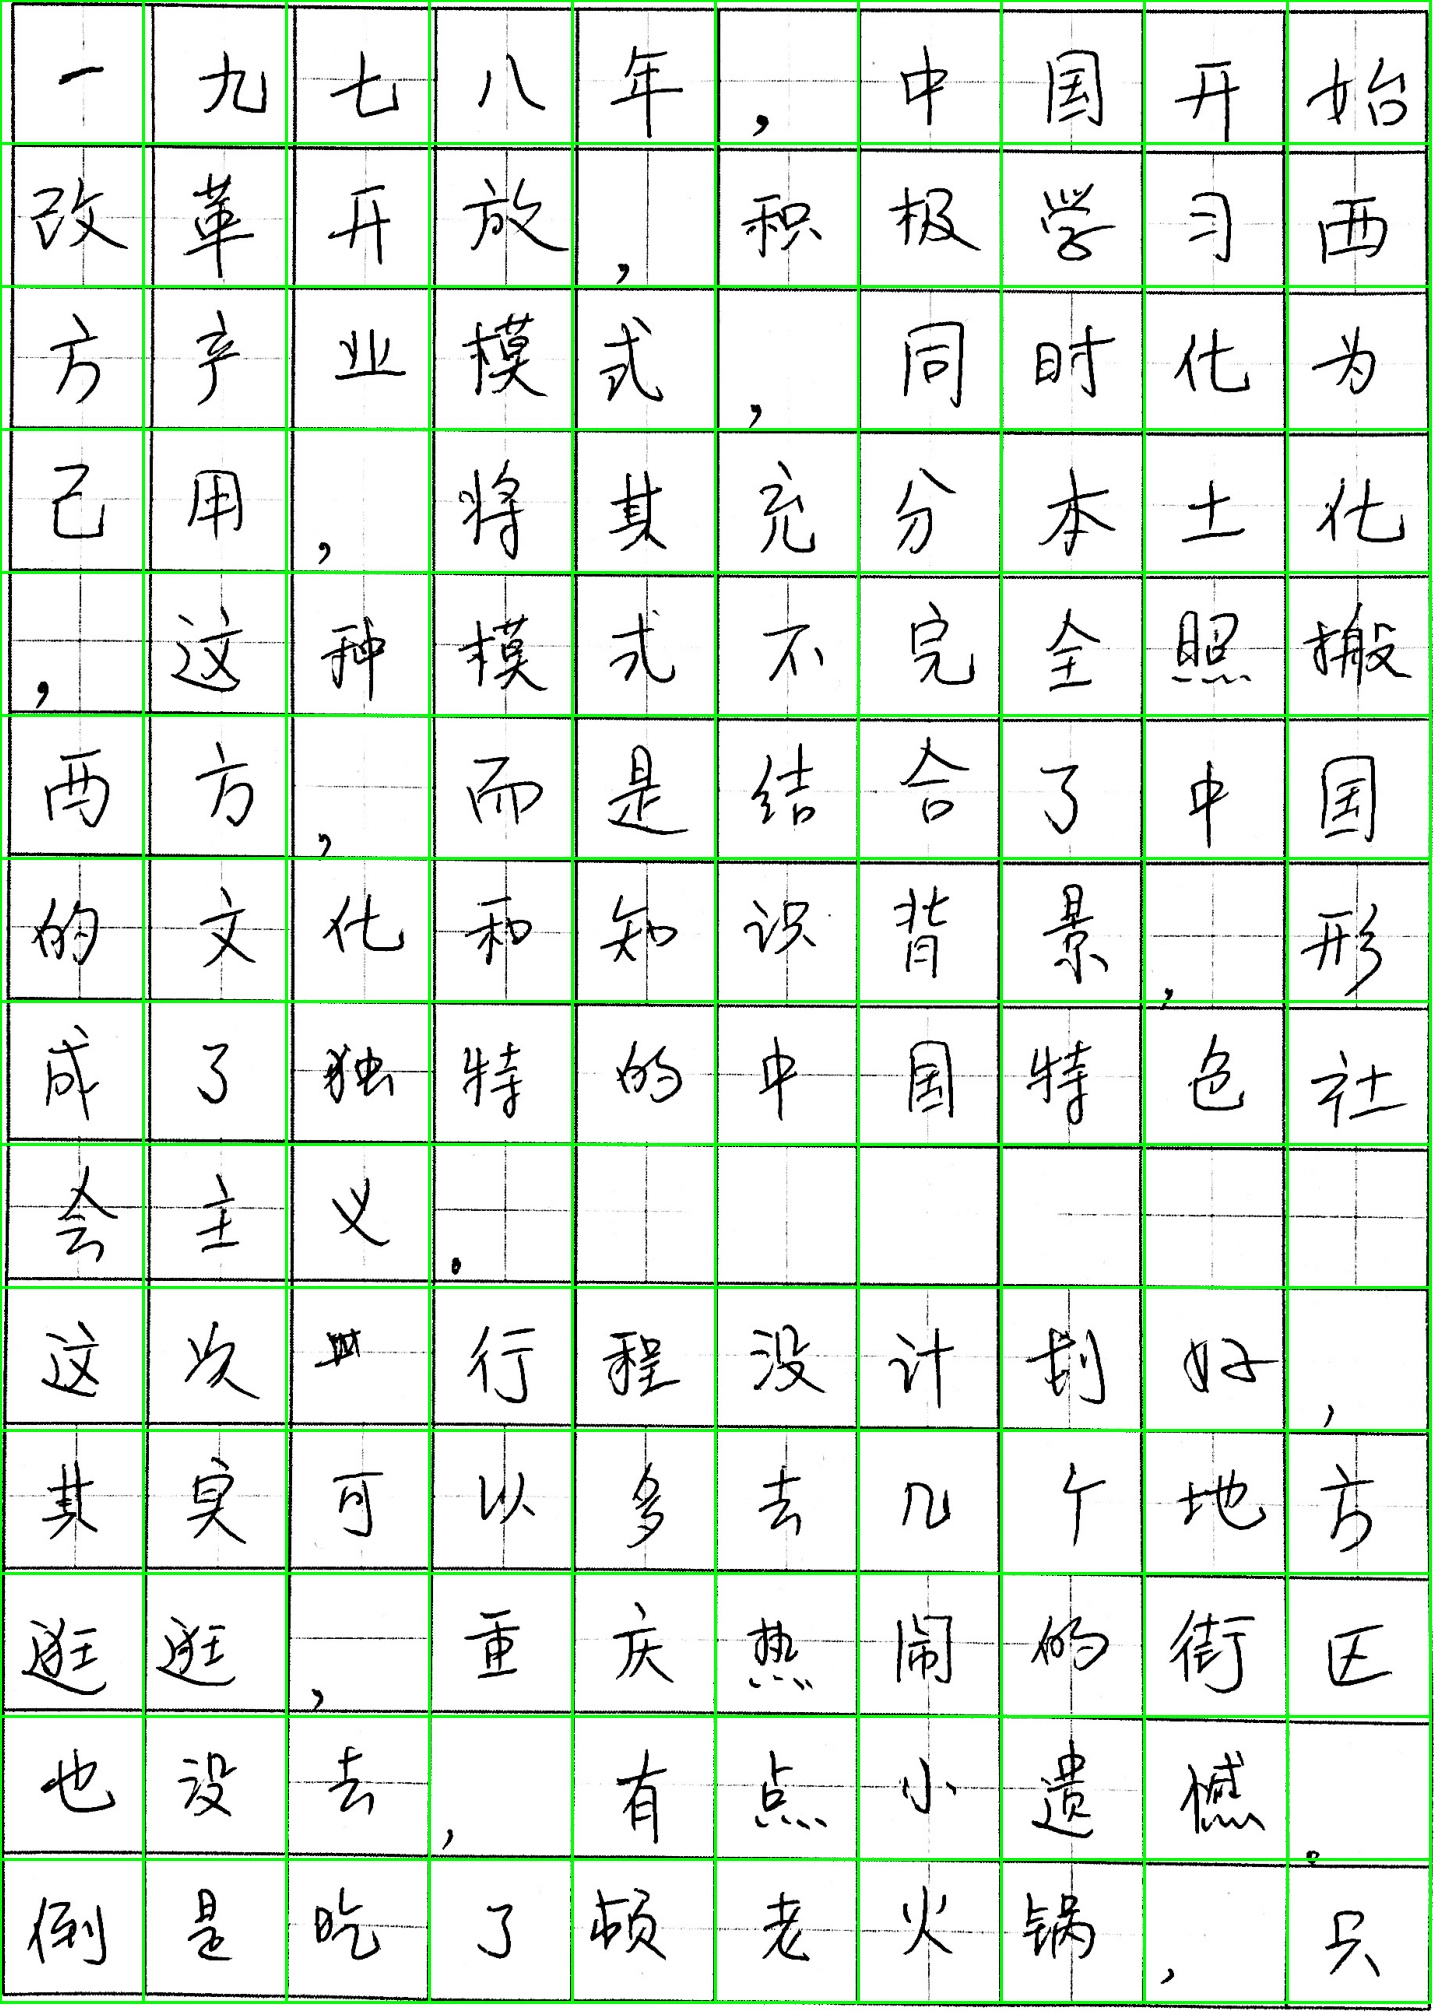 一九七八年，中国开始
改革开放，积极学习西
方产业模式，同时化为
己用，将其充分本土化
，这种模式不完全照搬
西方，而是结合了中国
的文化和知识背景，形
成了独特的中国特色社
会主义。
这次行程没计划好，
其实可以多去几个地方
逛逛，重庆热闹的街区
也没去，有点小遗憾。
倒是吃了顿老火锅，只